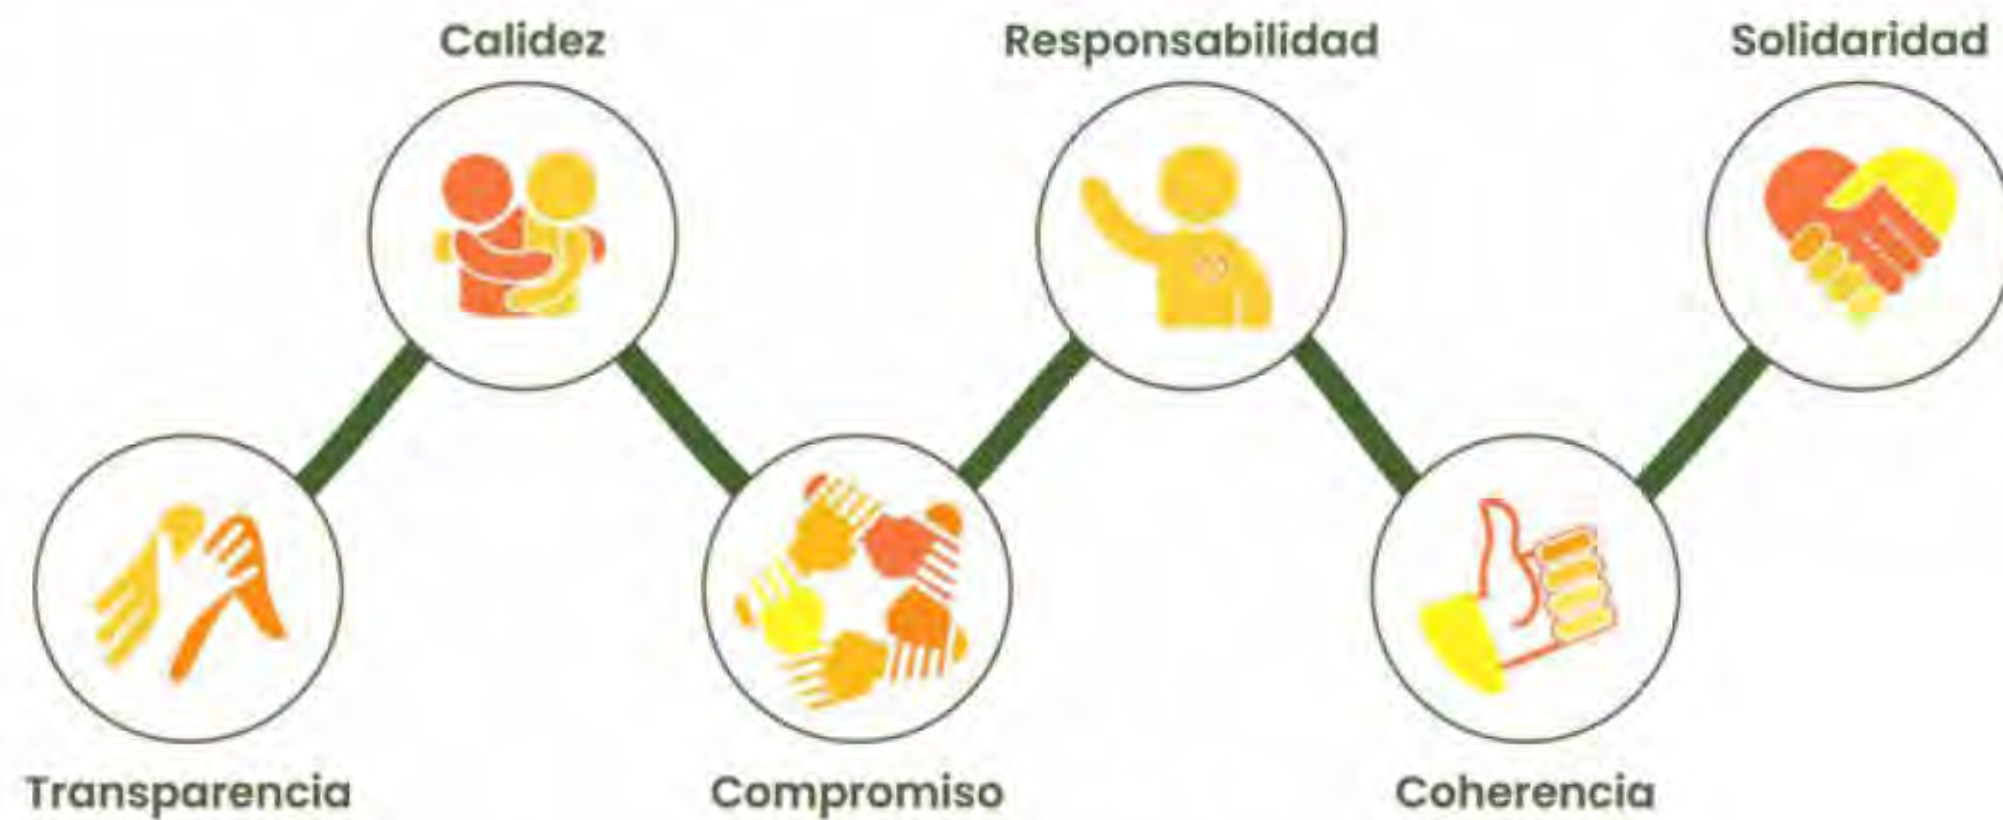 Calidez
Responsabilidad
Solidaridad
Transparencia
Compromiso
Coherencia